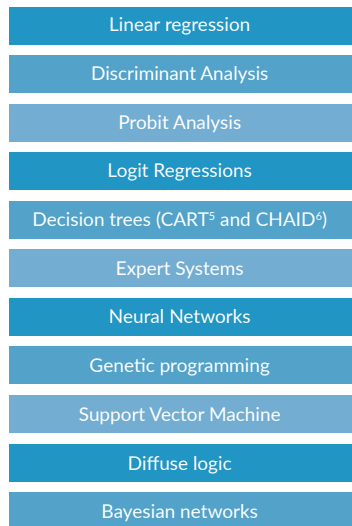 Linear regression
Discriminant Analysis
Probit Analysis
Logit Regressions
Decision trees (CART⁵ and CHAID⁶)
Expert Systems
Neural Networks
Genetic programming
Support Vector Machine
Diffuse logic
Bayesian networks